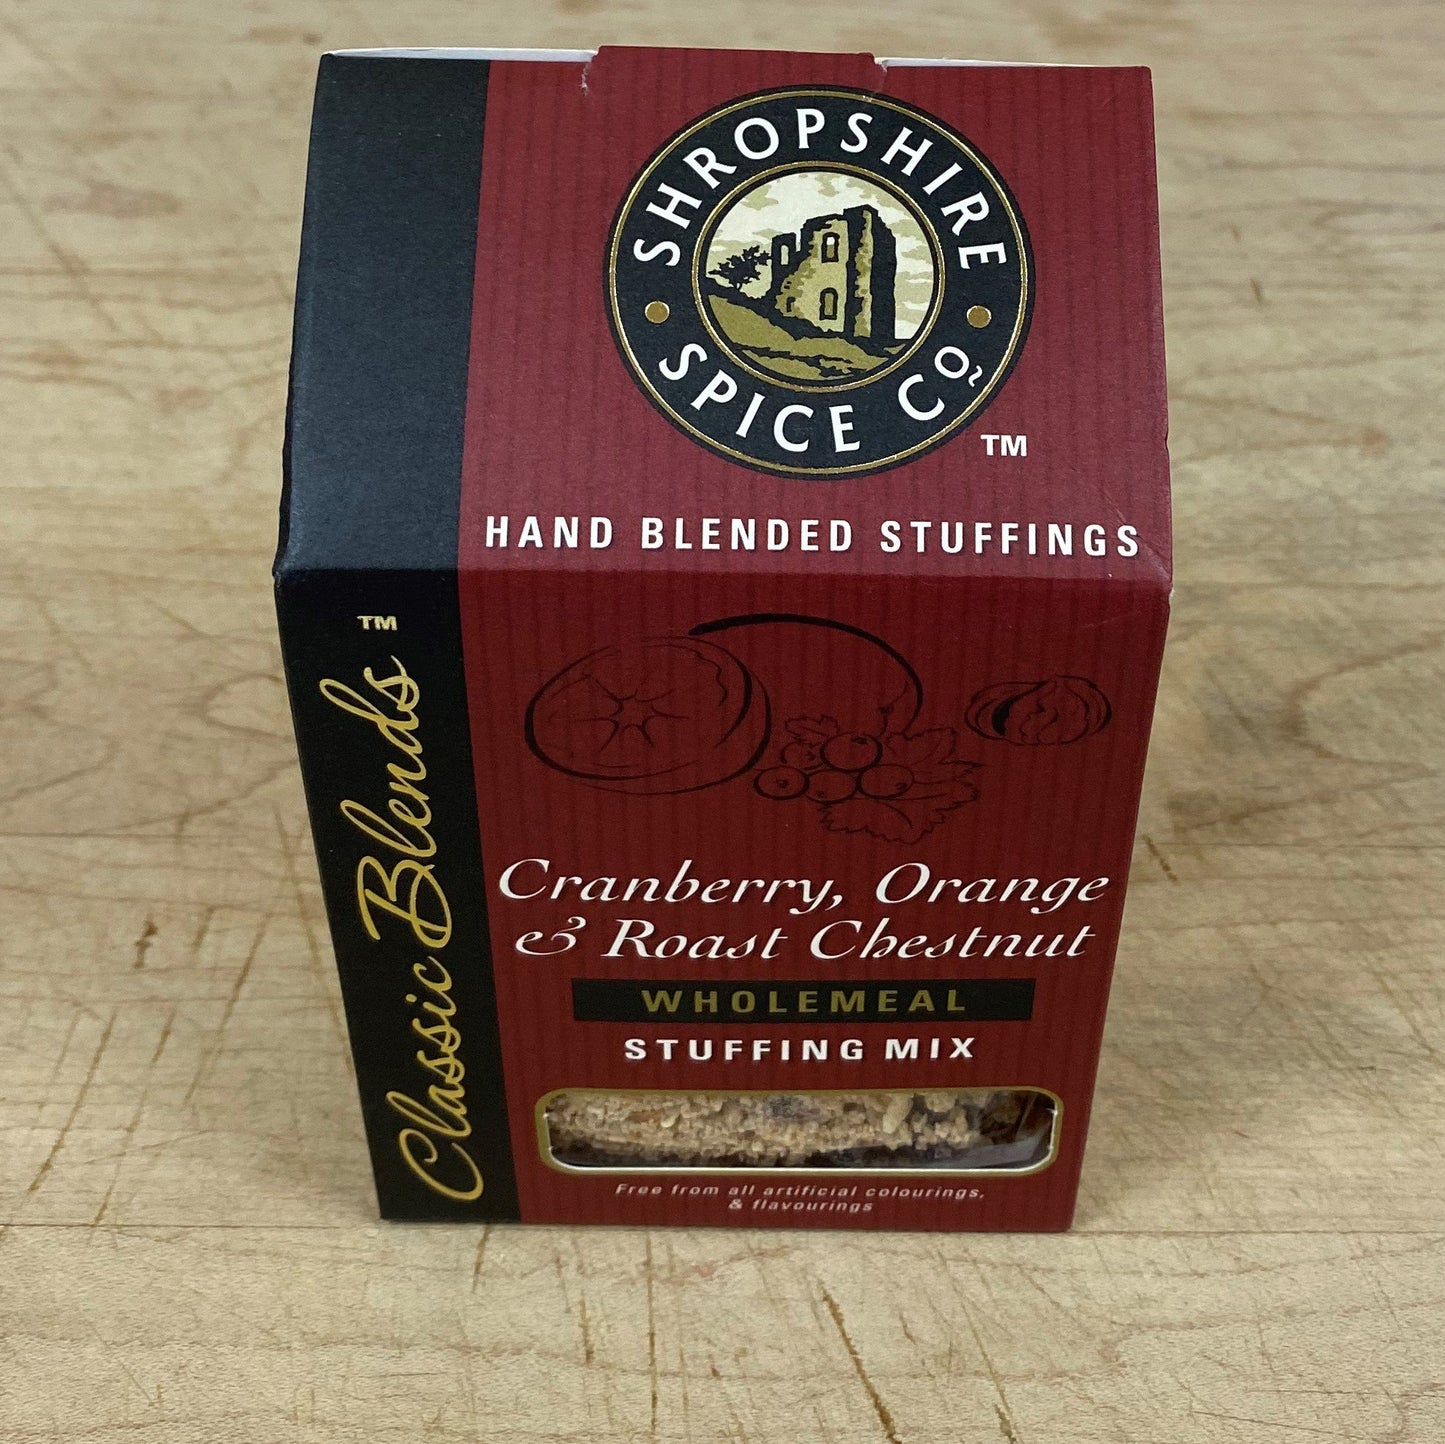 SHROPSHIRE
SPICE Cº
TM
HAND BLENDED STUFFINGS
Classic Blends TM
Cranberry, Orange
& Roast Chestnut
WHOLEMEAL
STUFFING MIX
Free from all artificial colourings,
& flavourings